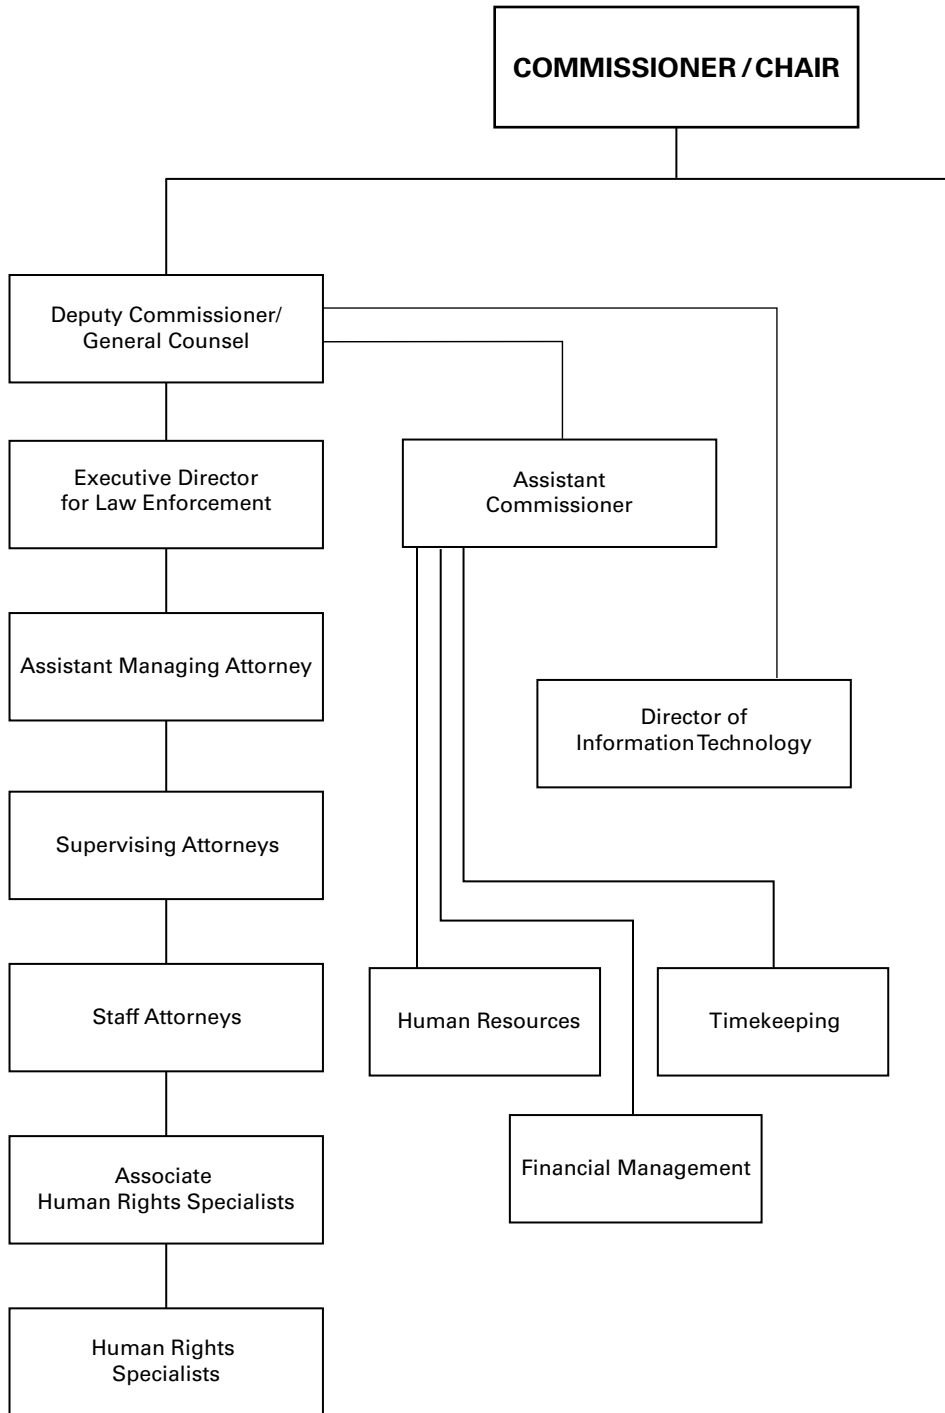 COMMISSIONER / CHAIR
Deputy Commissioner/
General Counsel
Executive Director
for Law Enforcement
Assistant
Commissioner
Assistant Managing Attorney
Director of
Information Technology
Supervising Attorneys
Staff Attorneys
Human Resources
Timekeeping
Associate
Human Rights Specialists
Financial Management
Human Rights
Specialists